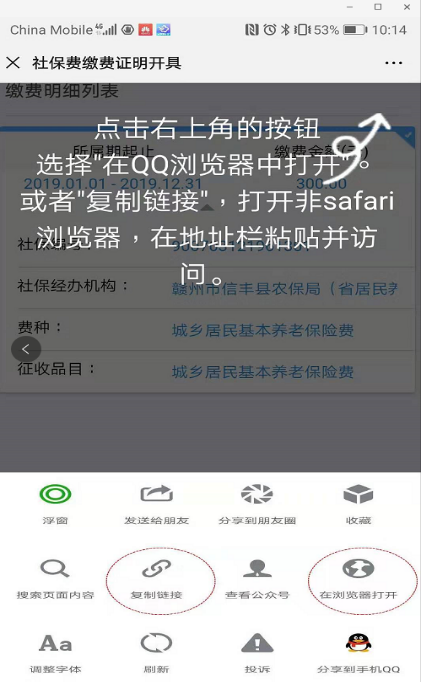 China Mobile 4G 53% 10:14
社保费缴费证明开具
缴费明细列表
点击右上角的按钮
选择"在QQ浏览器中打开"。
或者"复制链接"，打开非safari
浏览器，在地址栏粘贴并访
问。
所属期起止
2019.01.01 - 2019.12.31
300.00
社保经办机构：
赣州市信丰县农保局（省居民养
费种：
城乡居民基本养老保险费
征收品目：
城乡居民基本养老保险费
浮窗
发送给朋友
分享到朋友圈
收藏
搜索页面内容
复制链接
查看公众号
在浏览器打开
Aa
调整字体
刷新
投诉
分享到手机QQ